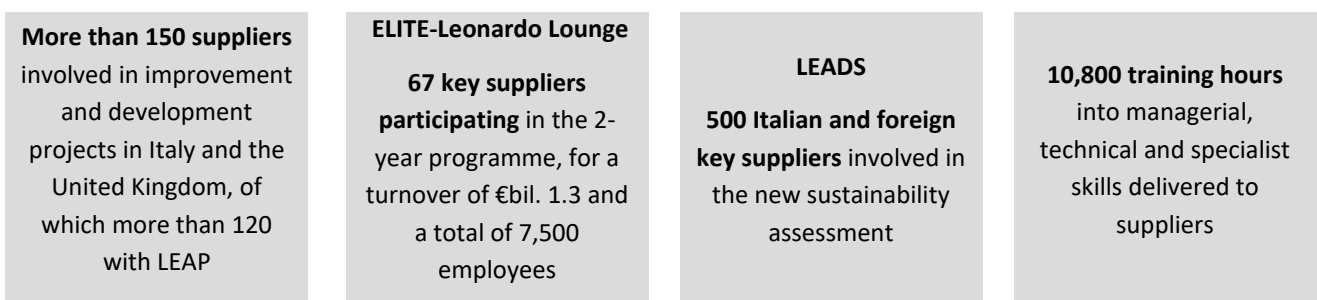 More than 150 suppliers
involved in improvement
and development
projects in Italy and the
United Kingdom, of
which more than 120
with LEAP
ELITE-Leonardo Lounge
67 key suppliers
participating in the 2-
year programme, for a
turnover of €bil. 1.3 and
a total of 7,500
employees
LEADS
500 Italian and foreign
key suppliers involved in
the new sustainability
assessment
10,800 training hours
into managerial,
technical and specialist
skills delivered to
suppliers